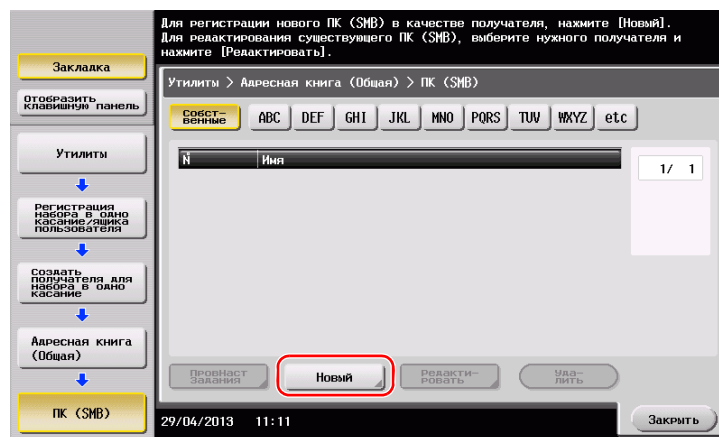 Для регистрации нового ПК (SMB) в качестве получателя, нажмите [Новый].
Для редактирования существующего ПК (SMB), выберите нужного получателя и
нажмите [Редактировать].
Закладка
Отобразить
клавишную панель
Утилиты
Регистрация
набора в одно
касание/ящика
пользователя
Создать
получателя для
набора в одно
касание
Адресная книга
(Общая)
ПК (SMB)
Утилиты > Адресная книга (Общая) > ПК (SMB)
Собст-
венные
ABC DEF GHI JKL MNO PQRS TUV WXYZ etc
N Имя
1/ 1
ПровНаст
Задания
Новый
Редакти-
ровать
Уда-
лить
29/04/2013 11:11
Закрыть